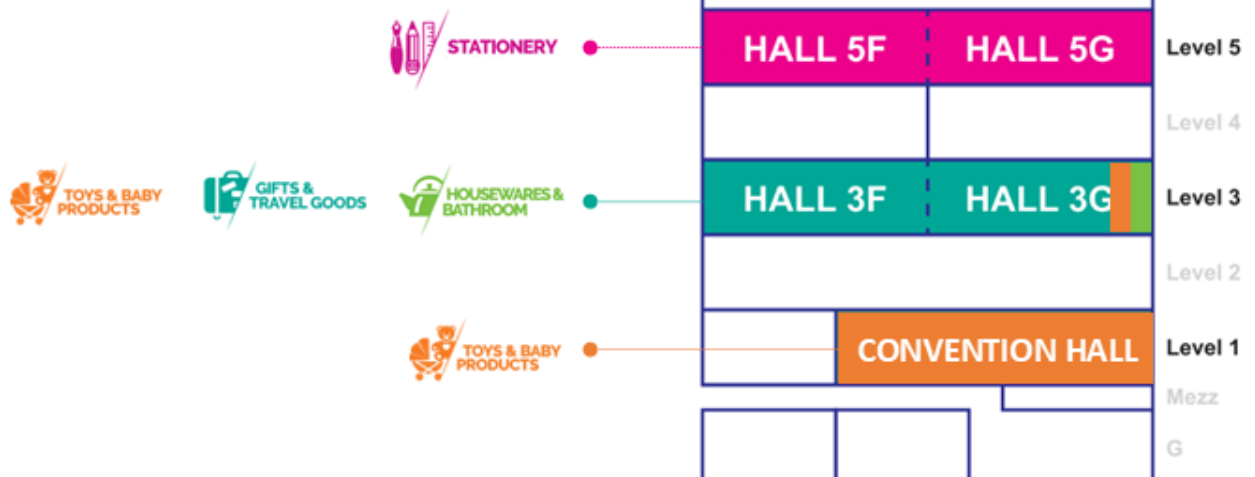 STATIONERY
HALL 5F
HALL 5G
Level 5
Level 4
TOYS & BABY
PRODUCTS
GIFTS &
TRAVEL GOODS
HOUSEWARES &
BATHROOM
HALL 3F
HALL 3G
Level 3
Level 2
TOYS & BABY
PRODUCTS
CONVENTION HALL
Level 1
Mezz
G